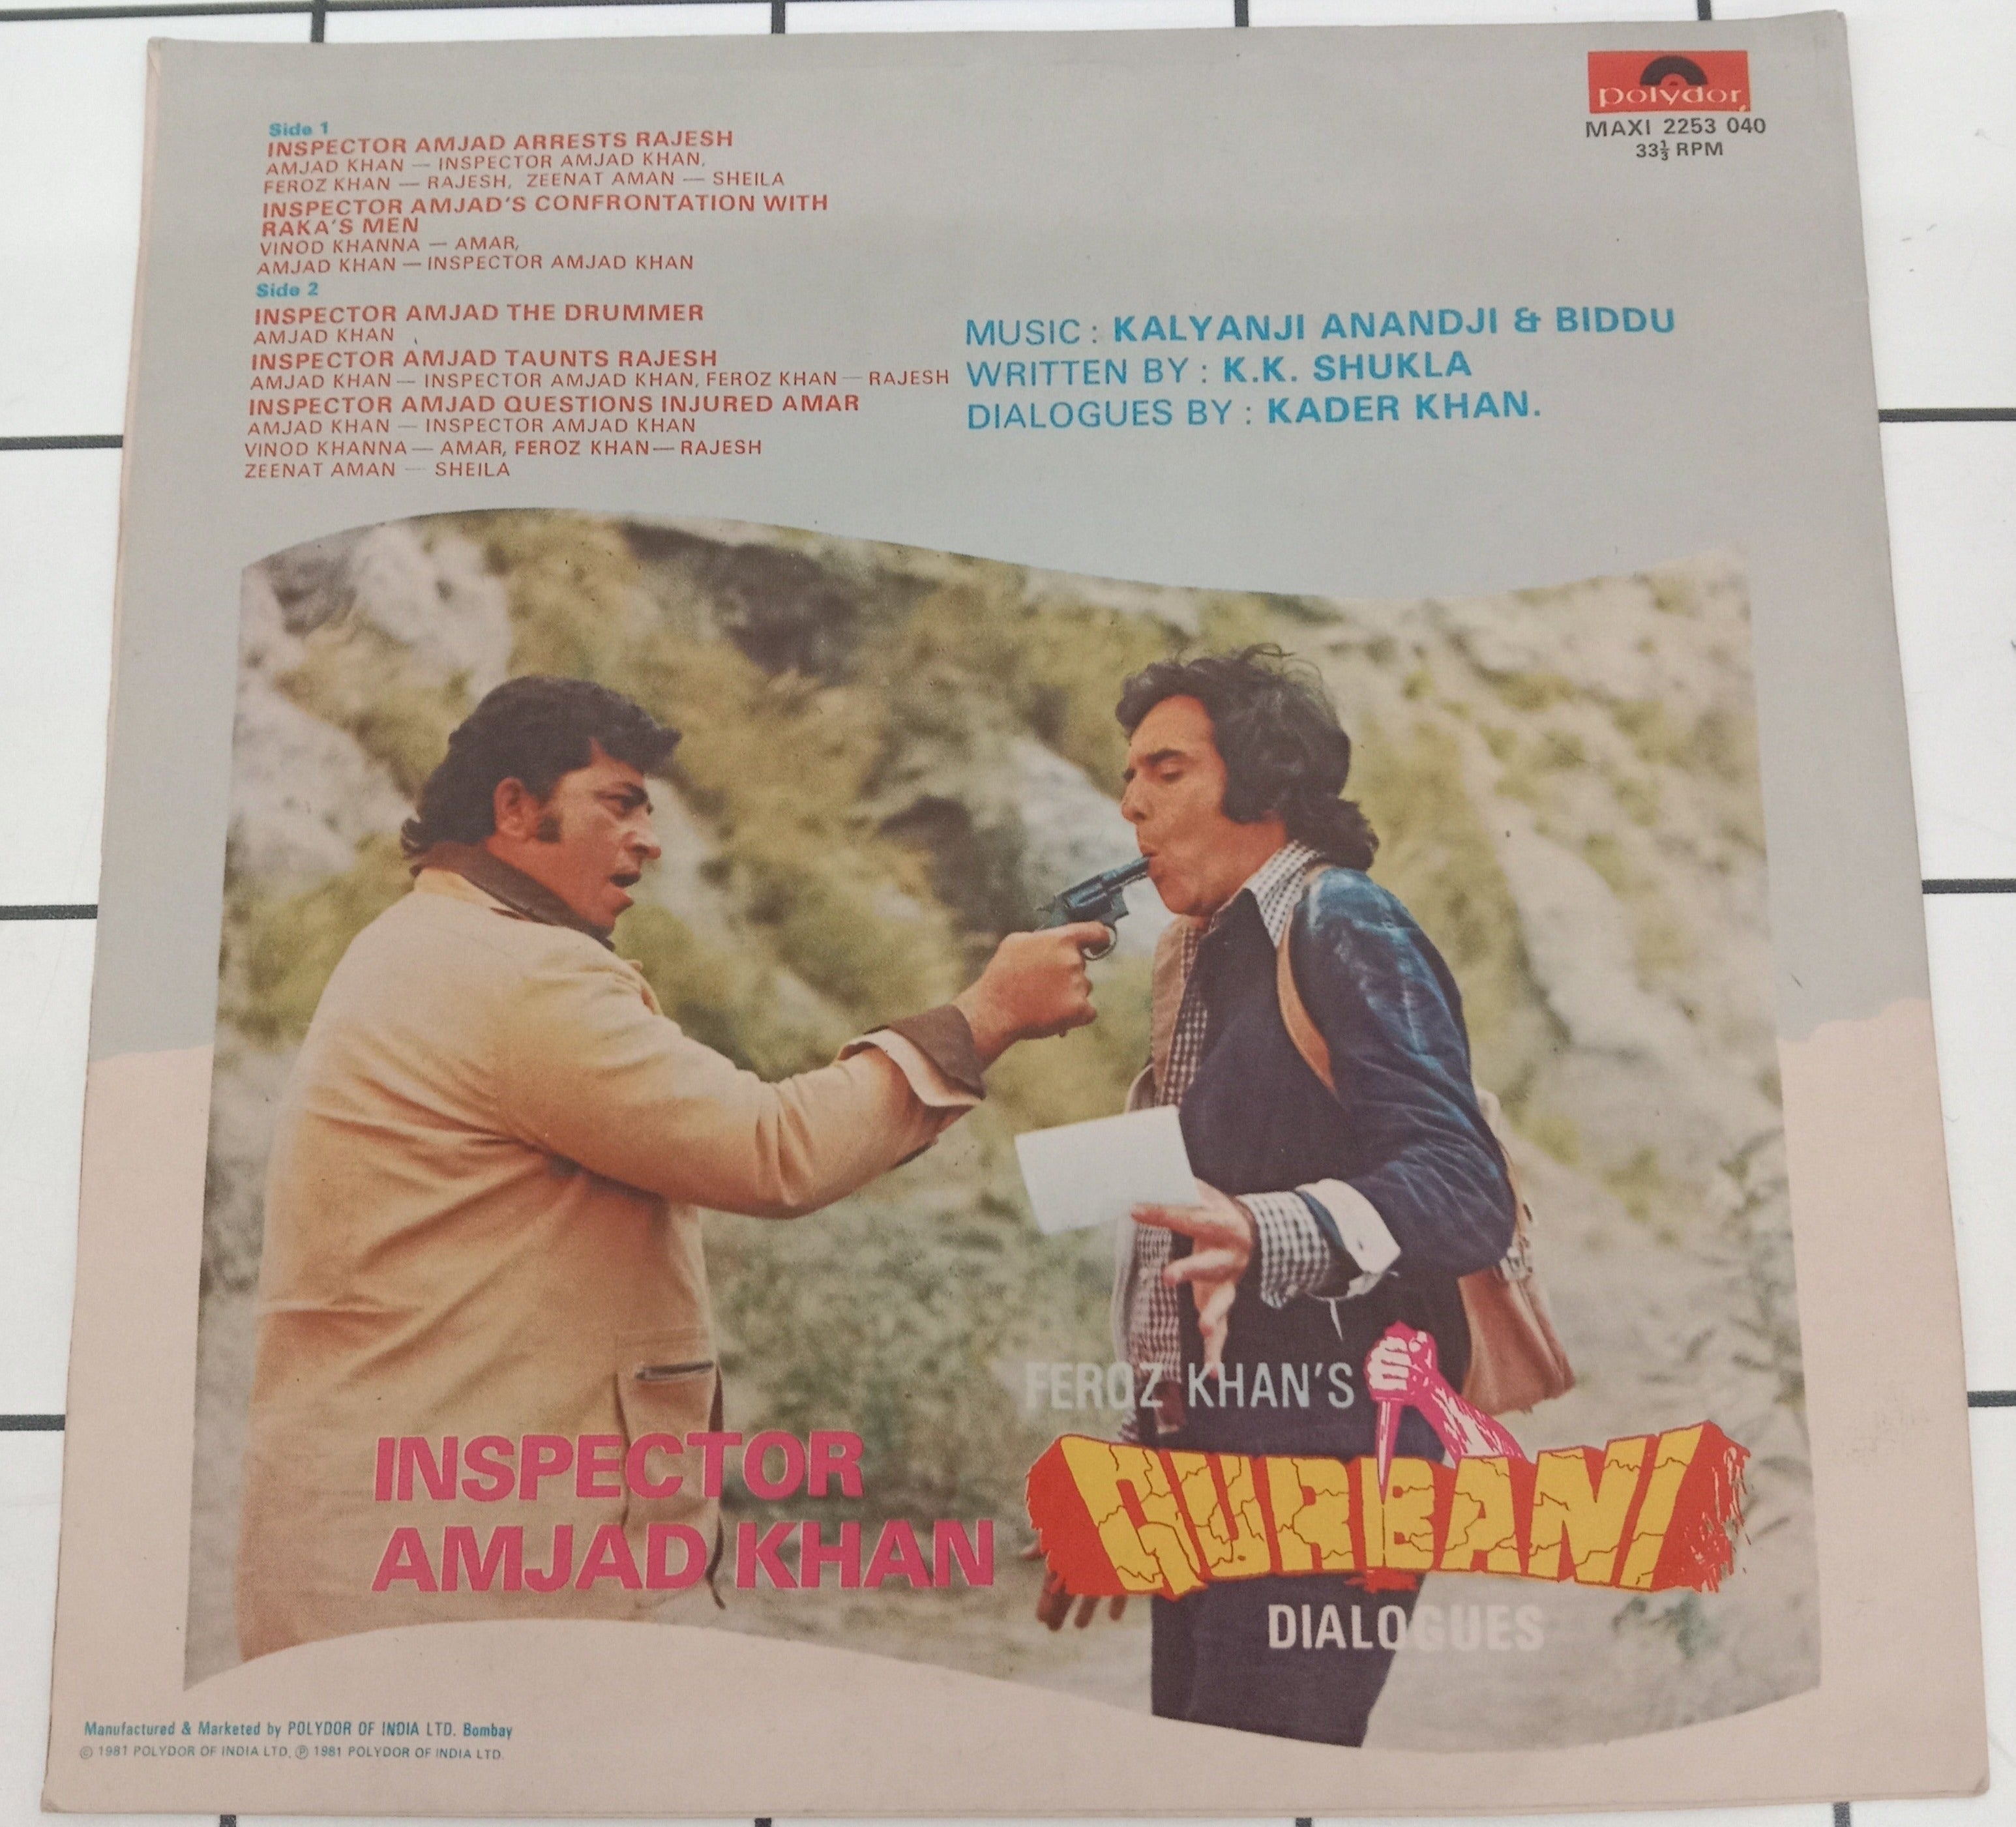 polydor
MAXI 2253 040
33⅓ RPM
Side 1
INSPECTOR AMJAD ARRESTS RAJESH
AMJAD KHAN — INSPECTOR AMJAD KHAN,
FEROZ KHAN — RAJESH, ZEENAT AMAN — SHEILA
INSPECTOR AMJAD'S CONFRONTATION WITH
RAKA'S MEN
VINOD KHANNA — AMAR,
AMJAD KHAN — INSPECTOR AMJAD KHAN
Side 2
INSPECTOR AMJAD THE DRUMMER
AMJAD KHAN
INSPECTOR AMJAD TAUNTS RAJESH
AMJAD KHAN — INSPECTOR AMJAD KHAN, FEROZ KHAN — RAJESH
INSPECTOR AMJAD QUESTIONS INJURED AMAR
AMJAD KHAN — INSPECTOR AMJAD KHAN
VINOD KHANNA — AMAR, FEROZ KHAN — RAJESH
ZEENAT AMAN — SHEILA
MUSIC : KALYANJI ANANDJI & BIDDU
WRITTEN BY : K.K. SHUKLA
DIALOGUES BY : KADER KHAN.
INSPECTOR
AMJAD KHAN
FEROZ KHAN'S
QURBANI
DIALOGUES
Manufactured & Marketed by POLYDOR OF INDIA LTD. Bombay
© 1981 POLYDOR OF INDIA LTD. ℗ 1981 POLYDOR OF INDIA LTD.